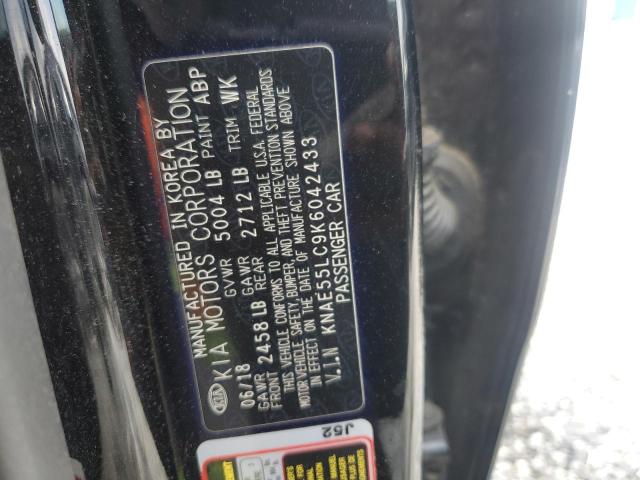 MANUFACTURED IN KOREA BY
KIA KIA MOTORS CORPORATION
06/18 GVWR 5004 LB PAINT ABP
GAWR FRONT 2458 LB GAWR REAR 2712 LB TRIM WK
THIS VEHICLE CONFORMS TO ALL APPLICABLE U.S.A. FEDERAL
MOTOR VEHICLE SAFETY, BUMPER, AND THEFT PREVENTION STANDARDS
IN EFFECT ON THE DATE OF MANUFACTURE SHOWN ABOVE
V.I.N KNAE55LC9K6042433
PASSENGER CAR
J52
MANUAL